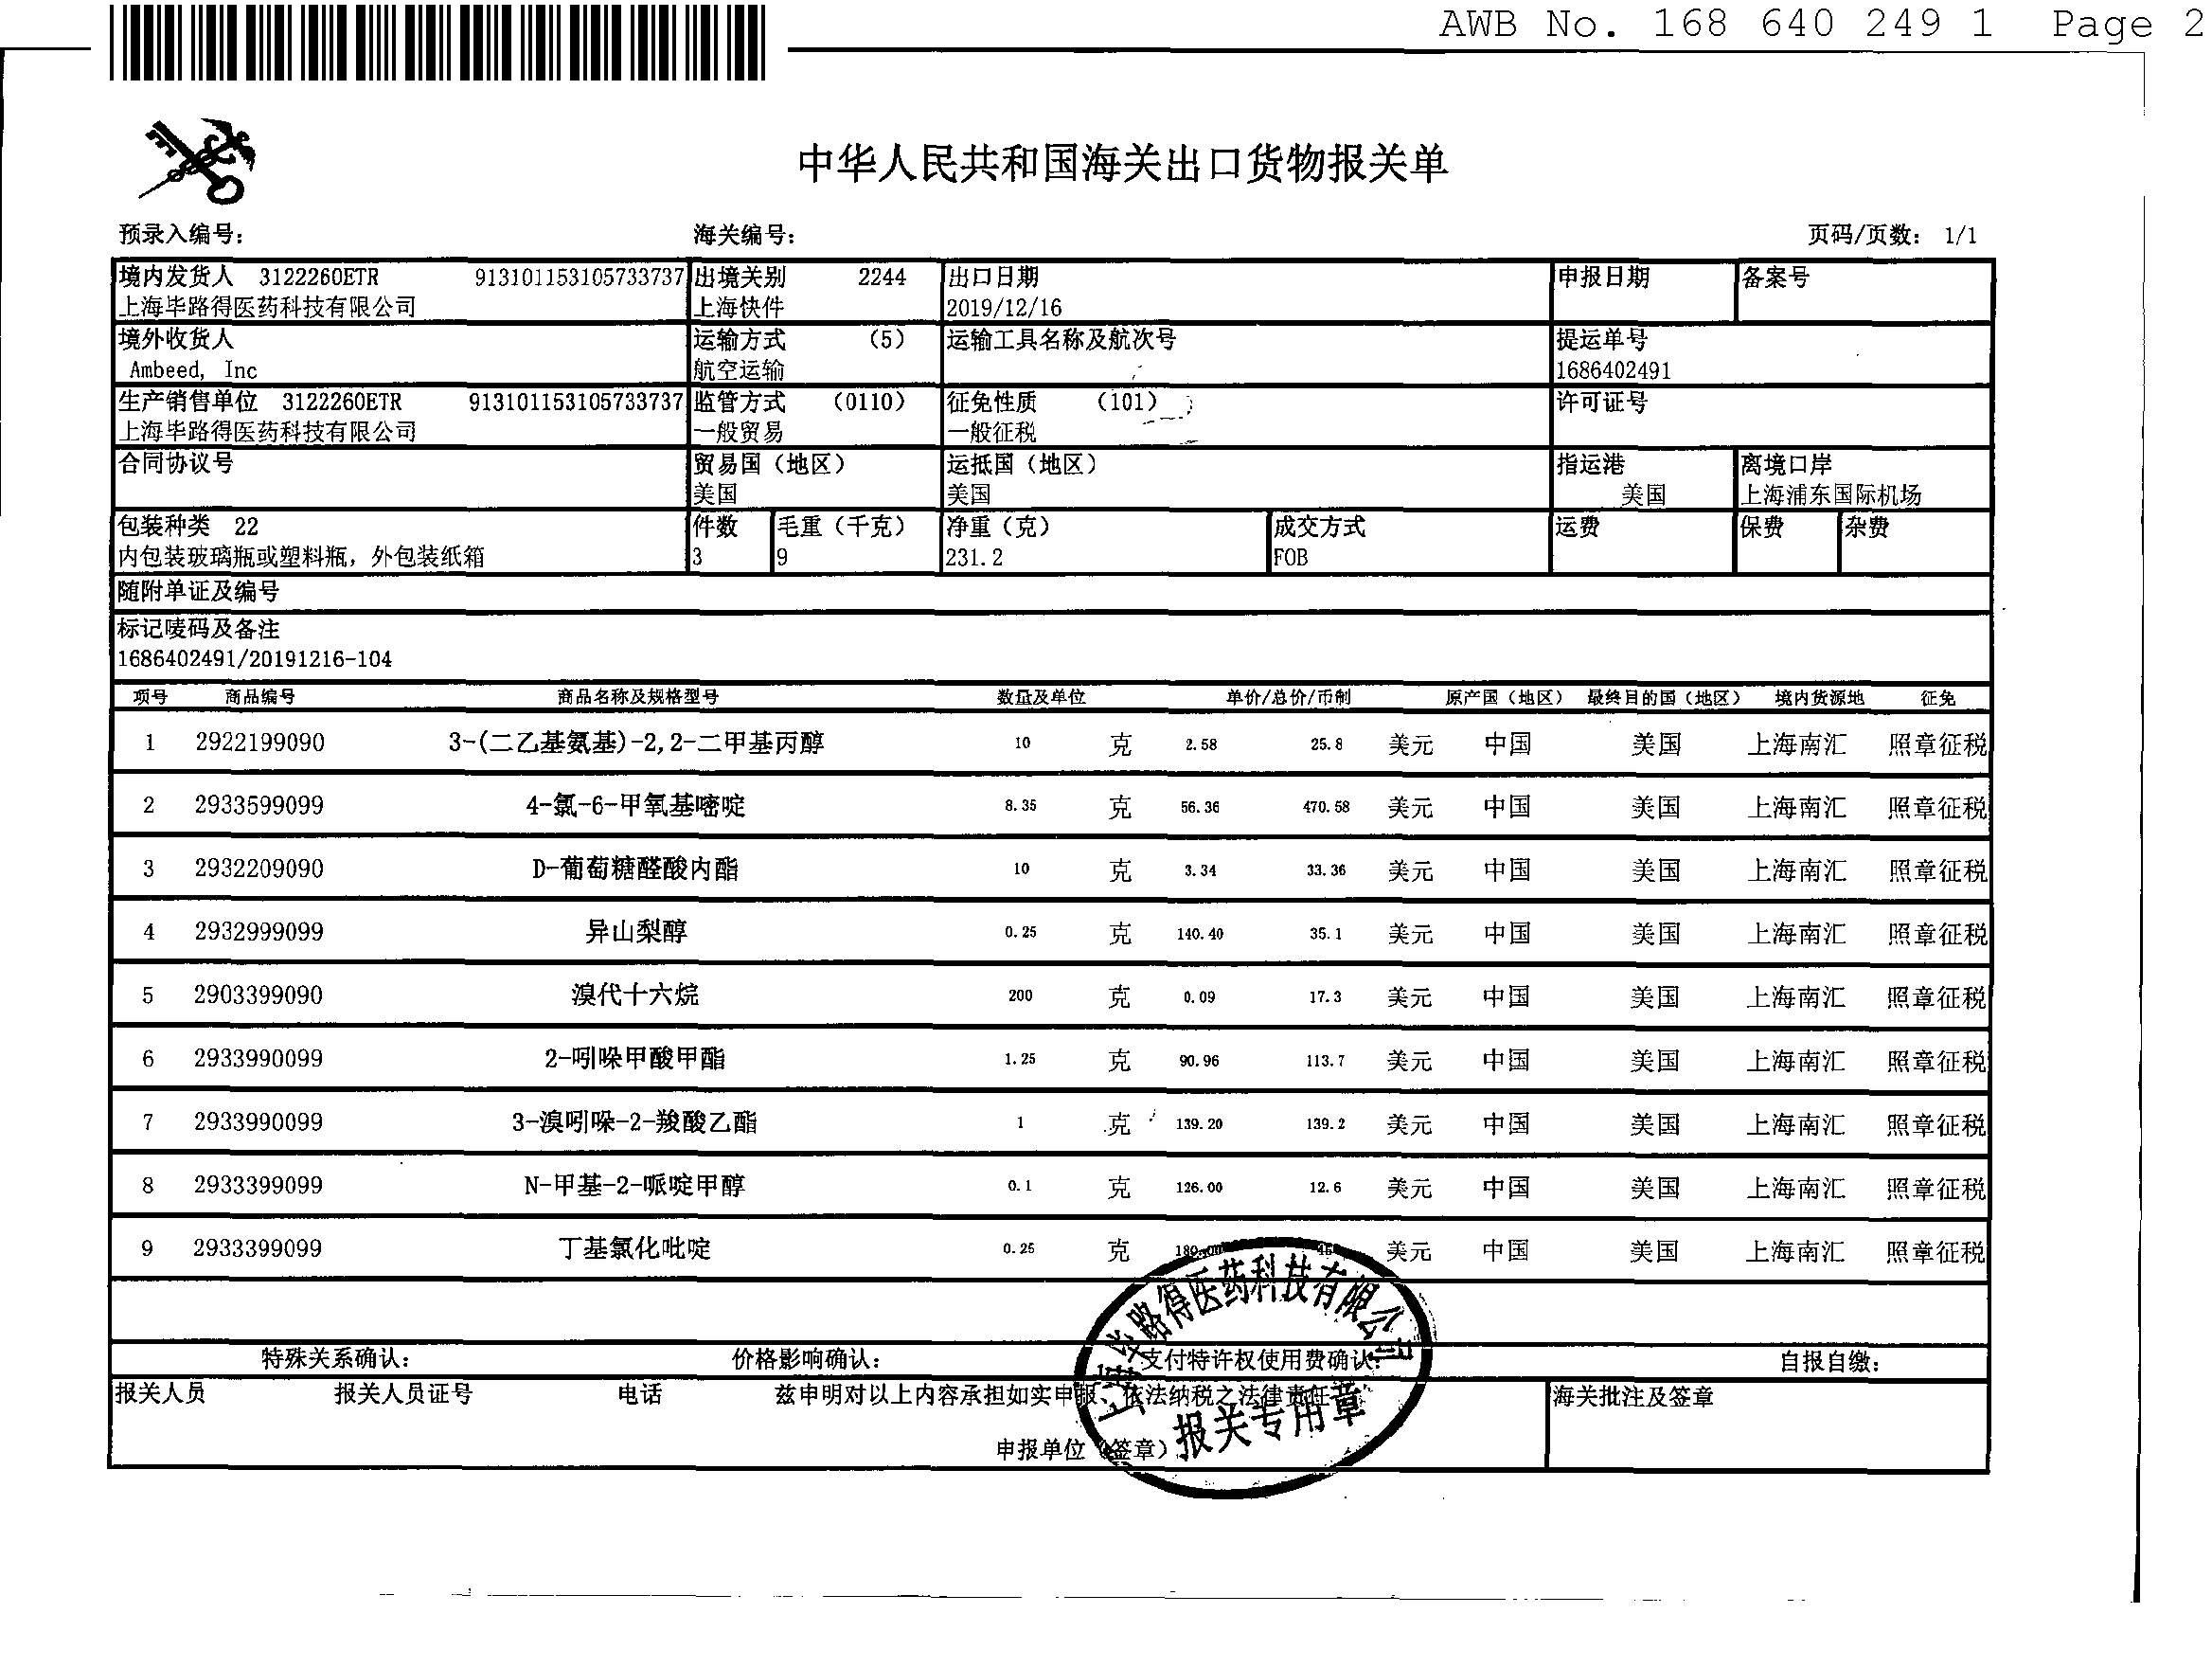 AWB No. 168 640 249 1 Page 2
中华人民共和国海关出口货物报关单
预录入编号: 海关编号: 页码/页数: 1/1
境内发货人 3122260ETR 913101153105733737 出境关别 2244 出口日期 申报日期 备案号
上海毕路得医药科技有限公司 上海快件 2019/12/16
境外收货人 运输方式 (5) 运输工具名称及航次号 提运单号
Ambeed, Inc 航空运输 1686402491
生产销售单位 3122260ETR 913101153105733737 监管方式 (0110) 征免性质 (101) 许可证号
上海毕路得医药科技有限公司 一般贸易 一般征税
合同协议号 贸易国(地区) 运抵国(地区) 指运港 离境口岸
美国 美国 美国 上海浦东国际机场
包装种类 22 件数 毛重(千克) 净重(克) 成交方式 运费 保费 杂费
内包装玻璃瓶或塑料瓶，外包装纸箱 3 9 231.2 FOB
随附单证及编号
标记唛码及备注
1686402491/20191216-104
项号 商品编号 商品名称及规格型号 数量及单位 单价/总价/币制 原产国(地区) 最终目的国(地区) 境内货源地 征免
1 2922199090 3-(二乙基氨基)-2,2-二甲基丙醇 10 克 2.58 25.8 美元 中国 美国 上海南汇 照章征税
2 2933599099 4-氯-6-甲氧基嘧啶 8.35 克 56.36 470.58 美元 中国 美国 上海南汇 照章征税
3 2932209090 D-葡萄糖醛酸内酯 10 克 3.34 33.36 美元 中国 美国 上海南汇 照章征税
4 2932999099 异山梨醇 0.25 克 140.40 35.1 美元 中国 美国 上海南汇 照章征税
5 2903399090 溴代十六烷 200 克 0.09 17.3 美元 中国 美国 上海南汇 照章征税
6 2933990099 2-吲哚甲酸甲酯 1.25 克 90.96 113.7 美元 中国 美国 上海南汇 照章征税
7 2933990099 3-溴吲哚-2-羧酸乙酯 1 克 139.20 139.2 美元 中国 美国 上海南汇 照章征税
8 2933399099 N-甲基-2-哌啶甲醇 0.1 克 126.00 12.6 美元 中国 美国 上海南汇 照章征税
9 2933399099 丁基氯化吡啶 0.25 克 180.00 45 美元 中国 美国 上海南汇 照章征税
上海毕路得医药科技有限公司
特殊关系确认: 价格影响确认: 支付特许权使用费确认: 自报自缴:
报关人员 报关人员证号 电话 兹申明对以上内容承担如实申报、依法纳税之法律责任 海关批注及签章
报关专用章
申报单位(签章)